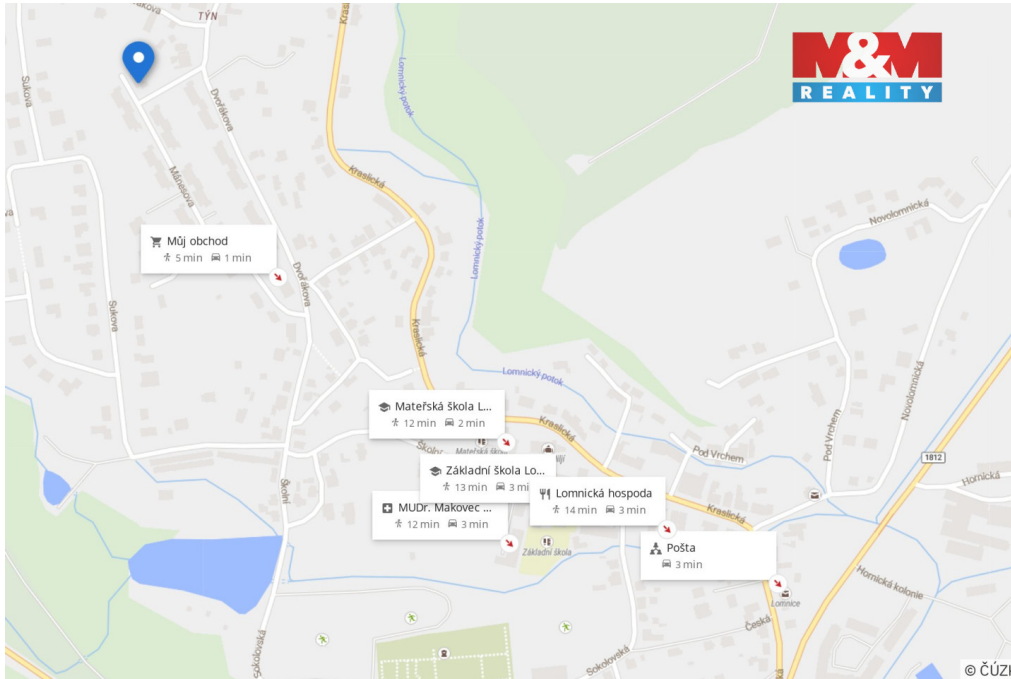 TÝN
M&M
REALITY
Sukova
Dvořákova
Lomnický potok
Kraslická
Mánesova
Novolomnická
Můj obchod
5 min 1 min
Lomnický potok
Dvořákova
Sukova
Kraslická
Lomnický potok
Novolomnická
Mateřská škola L...
12 min 2 min
Kraslická
Pod Vrchem
Pod Vrchem
Mateřská škola
1812
Základní škola Lo...
13 min 3 min
Hornická
Školní
Lomnická hospoda
14 min 3 min
MUDr. Makovec ...
12 min 3 min
Kraslická
Základní škola
Pošta
3 min
Hornická kolonie
Lomnice
Česká
Sokolovská
Sokolovská